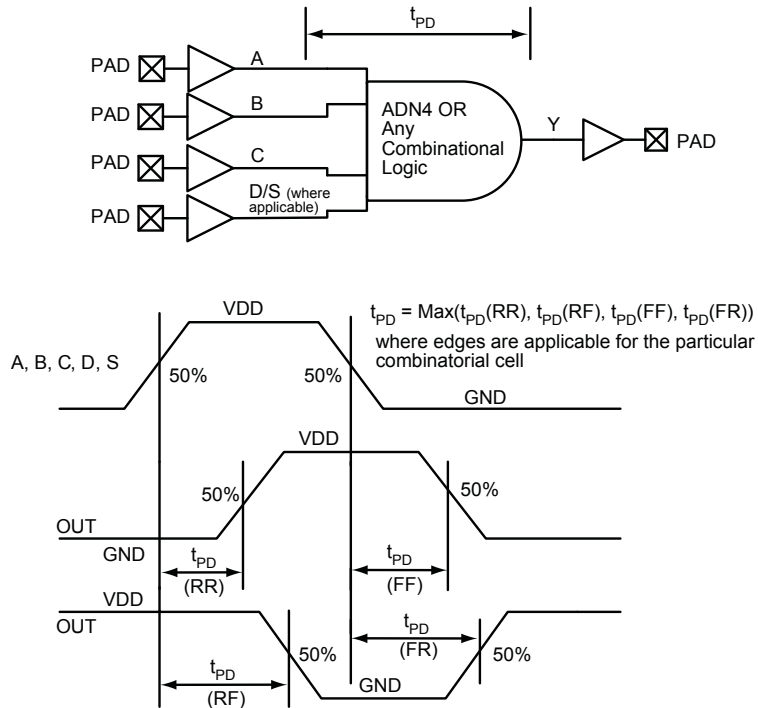 tPD
PAD
A
PAD
B
PAD
C
PAD
D/S (where
applicable)
ADN4 OR
Any
Combinational
Logic
Y
PAD
tPD = Max(tPD(RR), tPD(RF), tPD(FF), tPD(FR))
where edges are applicable for the particular
combinatorial cell
VDD
A, B, C, D, S
50%
50%
GND
VDD
50%
50%
OUT
GND
tPD
(RR)
tPD
(FF)
VDD
OUT
tPD
(RF)
50%
tPD
(FR)
50%
GND